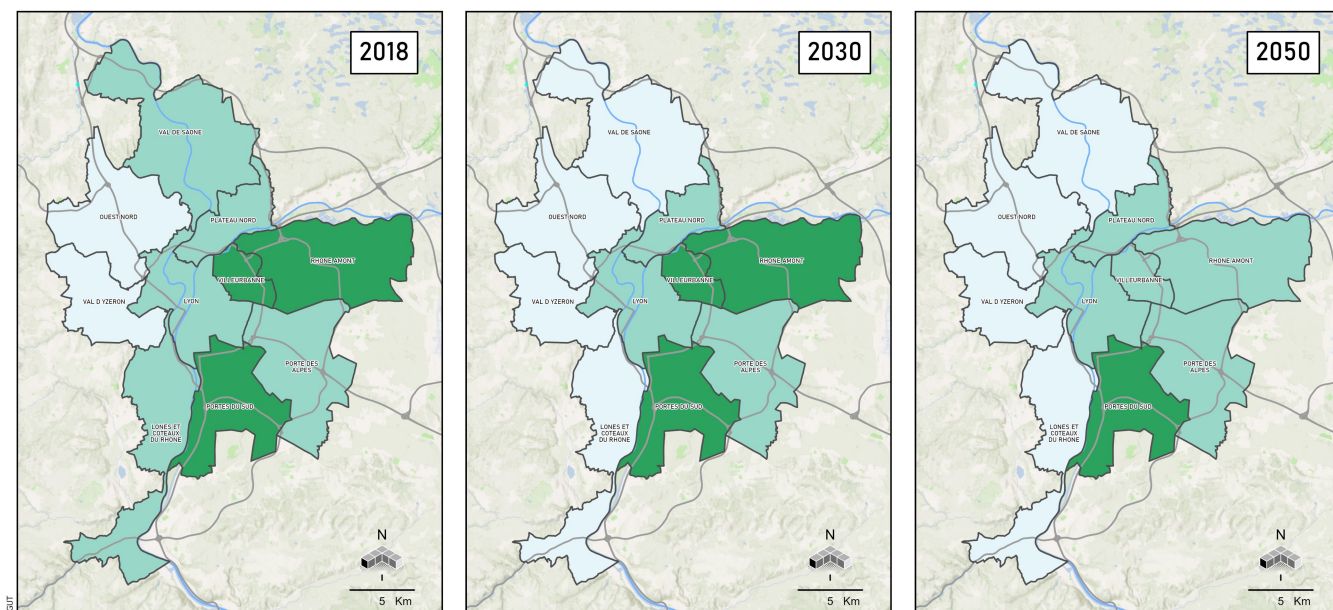 2018
VAL DE SAONE
OUEST NORD
PLATEAU NORD
RHONE AMONT
VILLEURBANNE
VAL D YZERON
LYON
PORTE DES
ALPES
PORTES DU SUD
LONES ET
COTEAUX
DU RHONE
N
5 Km
GUT
2030
VAL DE SAONE
OUEST NORD
PLATEAU NORD
RHONE AMONT
VILLEURBANNE
VAL D YZERON
LYON
PORTE DES
ALPES
PORTES DU SUD
LONES ET
COTEAUX
DU RHONE
N
5 Km
2050
VAL DE SAONE
OUEST NORD
PLATEAU NORD
RHONE AMONT
VILLEURBANNE
VAL D YZERON
LYON
PORTE DES
ALPES
PORTES DU SUD
LONES ET
COTEAUX
DU RHONE
N
5 Km